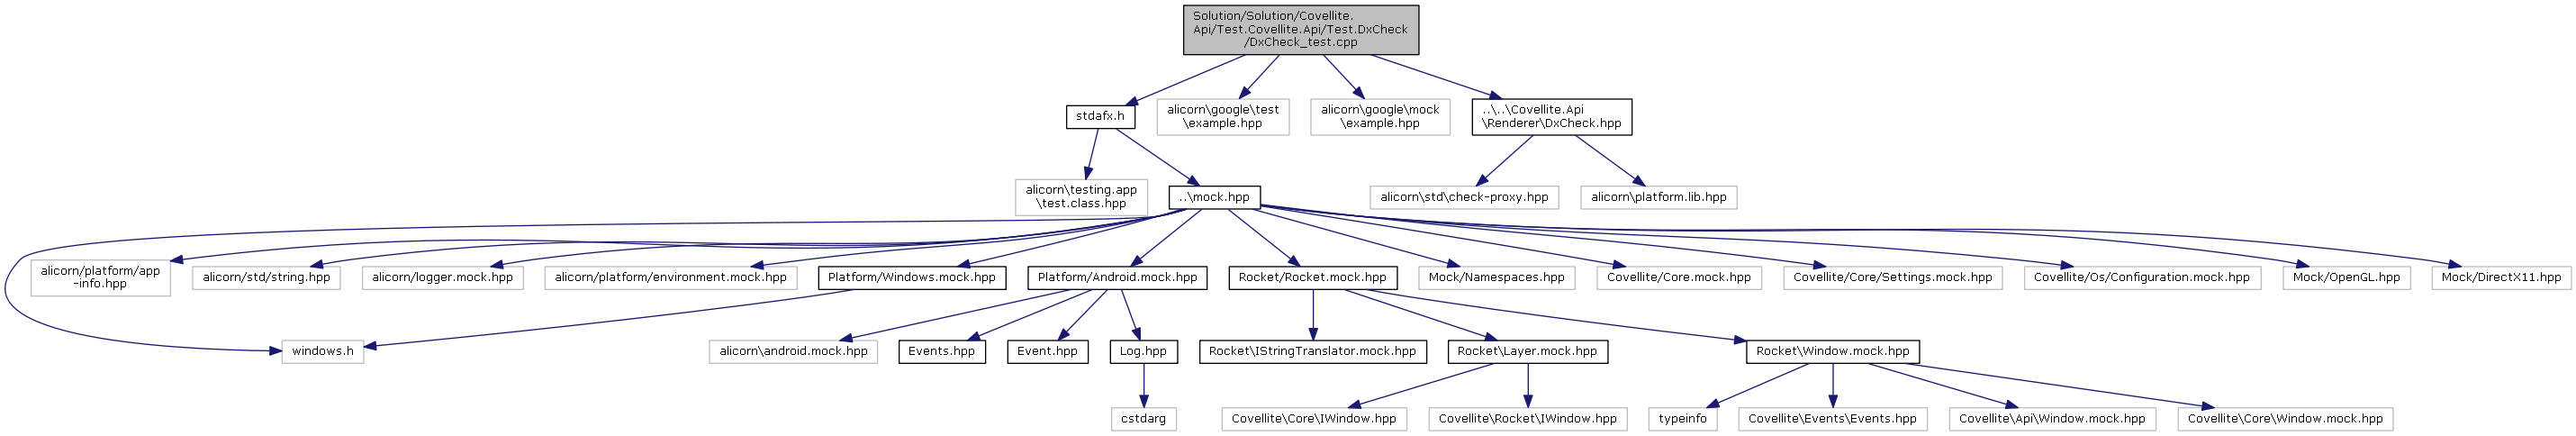 Solution/Solution/Covellite.
Api/Test.Covellite.Api/Test.DxCheck
/DxCheck_test.cpp
stdafx.h
alicorn\google\test
\example.hpp
alicorn\google\mock
\example.hpp
..\..\Covellite.Api
\Renderer\DxCheck.hpp
alicorn\testing.app
\test.class.hpp
..\mock.hpp
alicorn\std\check-proxy.hpp
alicorn\platform.lib.hpp
alicorn/platform/app
-info.hpp
alicorn/std/string.hpp
alicorn/logger.mock.hpp
alicorn/platform/environment.mock.hpp
Platform/Windows.mock.hpp
Platform/Android.mock.hpp
Rocket/Rocket.mock.hpp
Mock/Namespaces.hpp
Covellite/Core.mock.hpp
Covellite/Core/Settings.mock.hpp
Covellite/Os/Configuration.mock.hpp
Mock/OpenGL.hpp
Mock/DirectX11.hpp
windows.h
alicorn\android.mock.hpp
Events.hpp
Event.hpp
Log.hpp
Rocket\IStringTranslator.mock.hpp
Rocket\Layer.mock.hpp
Rocket\Window.mock.hpp
cstdarg
Covellite\Core\IWindow.hpp
Covellite\Rocket\IWindow.hpp
typeinfo
Covellite\Events\Events.hpp
Covellite\Api\Window.mock.hpp
Covellite\Core\Window.mock.hpp